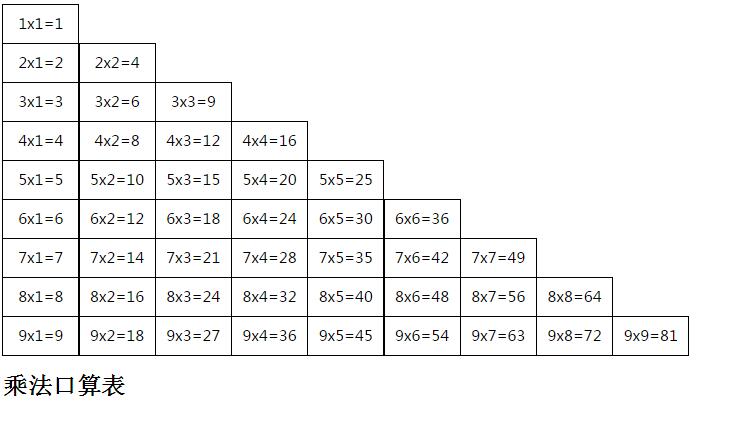 1x1=1
2x1=2 2x2=4
3x1=3 3x2=6 3x3=9
4x1=4 4x2=8 4x3=12 4x4=16
5x1=5 5x2=10 5x3=15 5x4=20 5x5=25
6x1=6 6x2=12 6x3=18 6x4=24 6x5=30 6x6=36
7x1=7 7x2=14 7x3=21 7x4=28 7x5=35 7x6=42 7x7=49
8x1=8 8x2=16 8x3=24 8x4=32 8x5=40 8x6=48 8x7=56 8x8=64
9x1=9 9x2=18 9x3=27 9x4=36 9x5=45 9x6=54 9x7=63 9x8=72 9x9=81
乘法口算表